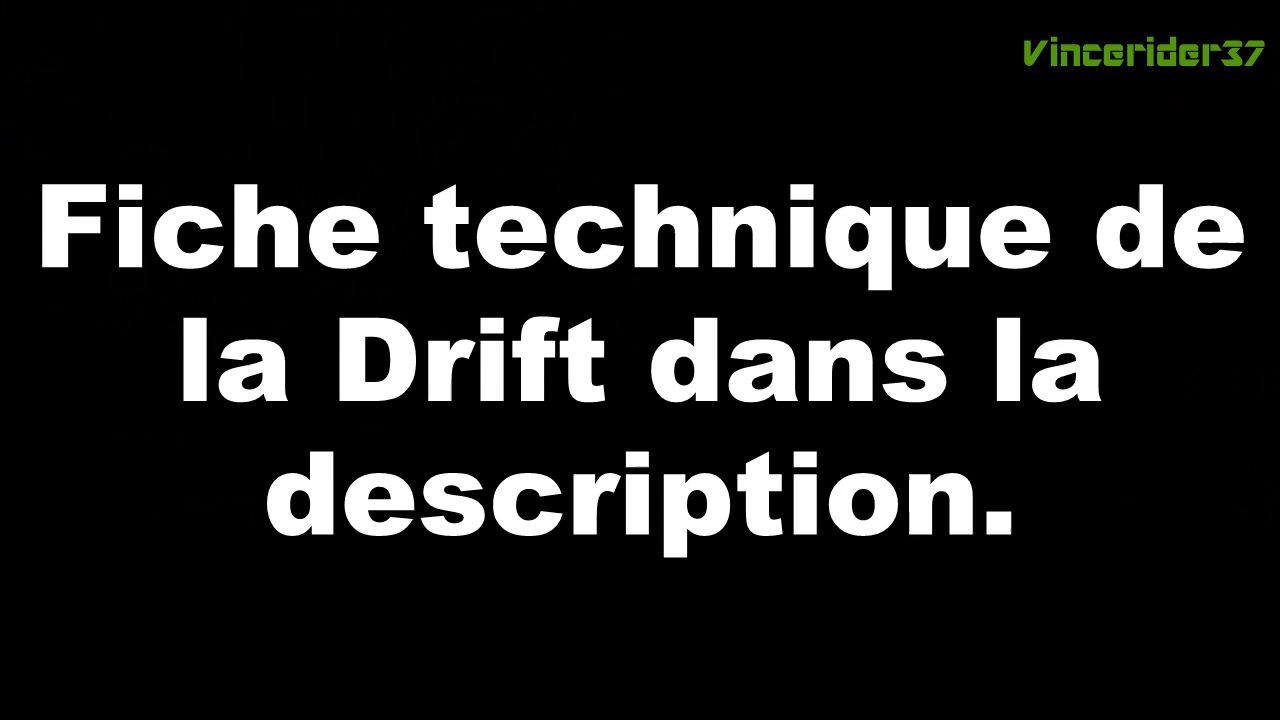 Vincerider37
Fiche technique de
la Drift dans la
description.